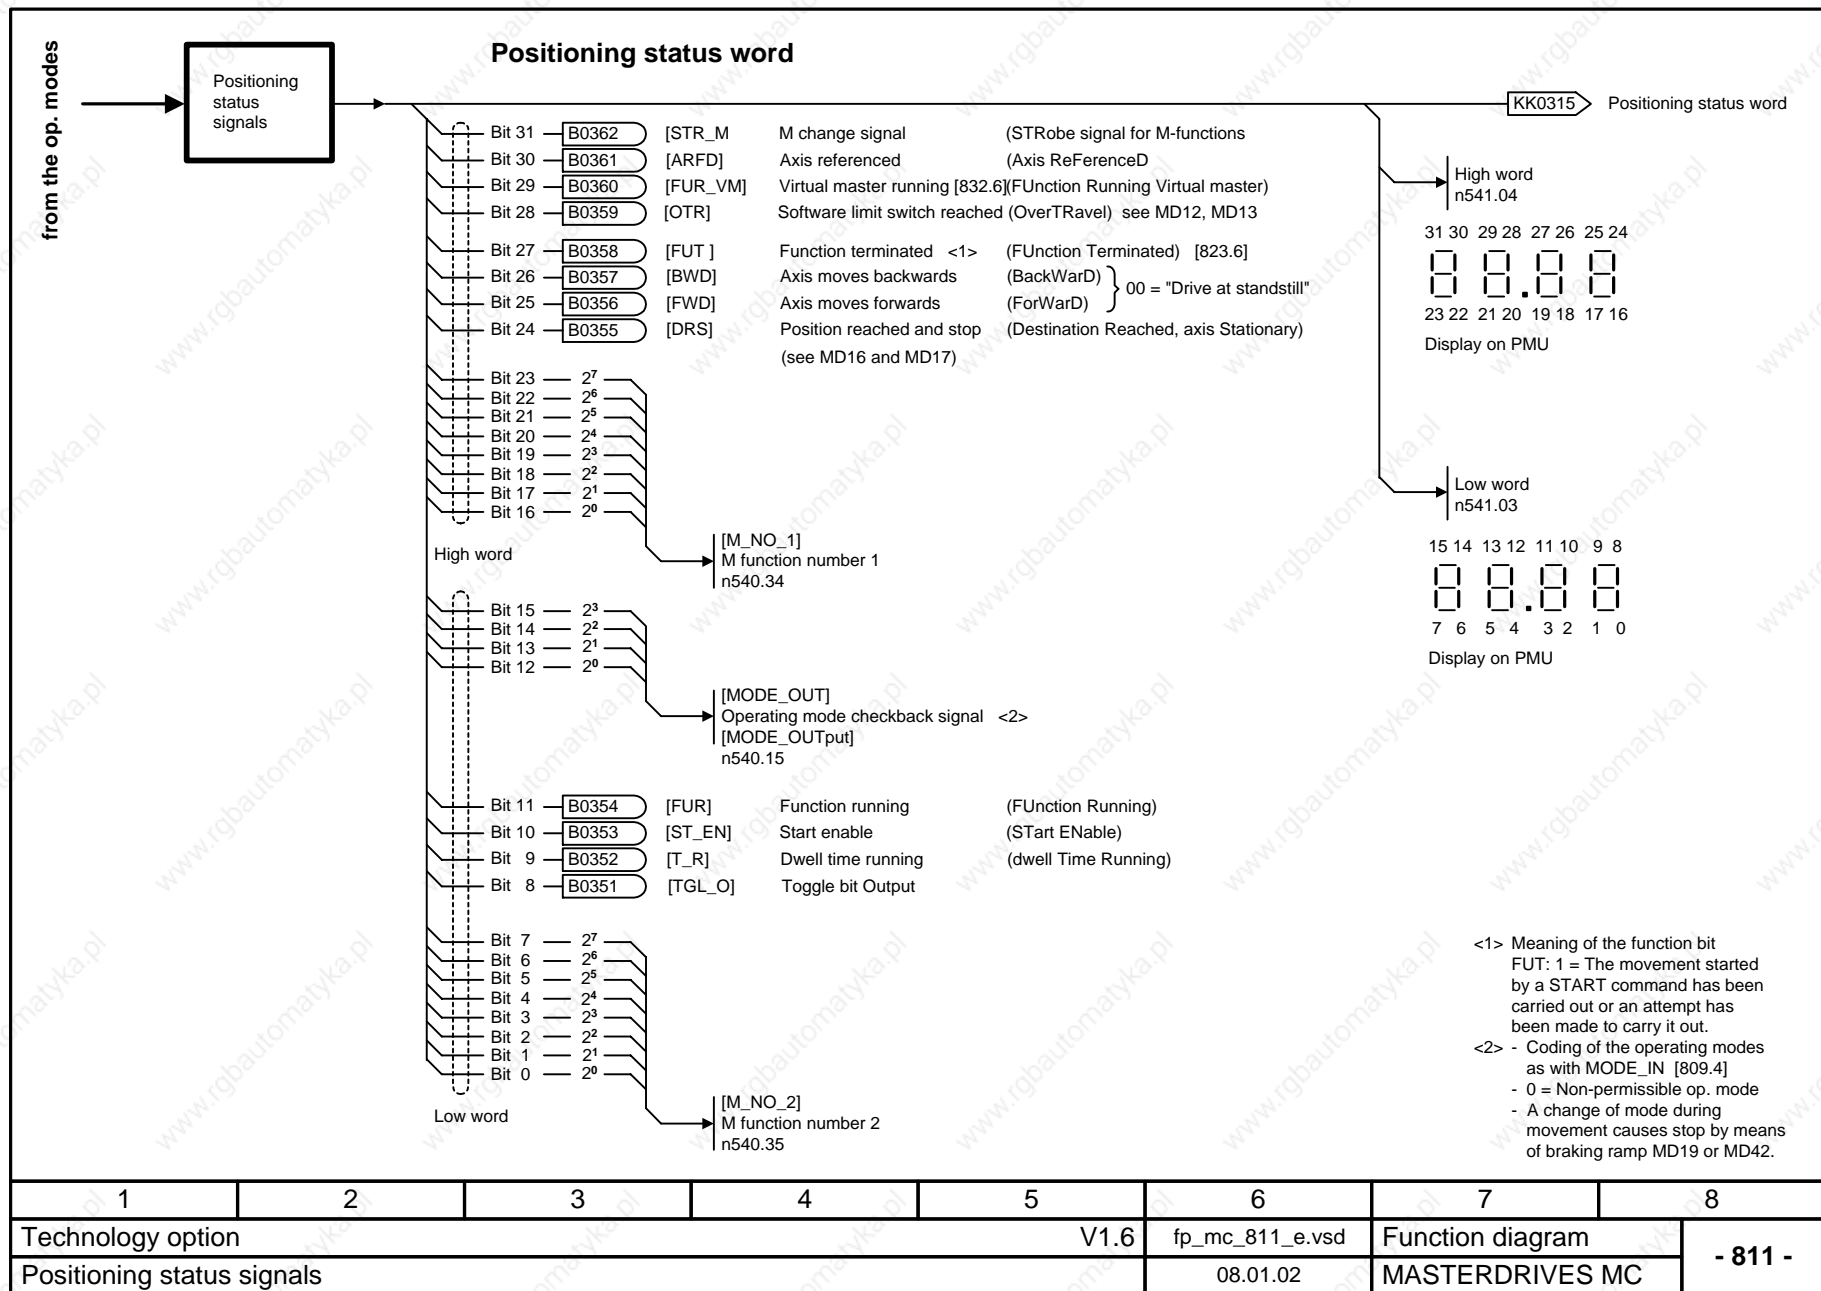 from the op. modes
Positioning
status
signals
Positioning status word
KK0315 Positioning status word
Bit 31 B0362 [STR_M M change signal (STRobe signal for M-functions
Bit 30 B0361 [ARFD] Axis referenced (Axis ReFerenceD
Bit 29 B0360 [FUR_VM] Virtual master running [832.6] (FUnction Running Virtual master)
Bit 28 B0359 [OTR] Software limit switch reached (OverTRavel) see MD12, MD13
Bit 27 B0358 [FUT ] Function terminated <1> (FUnction Terminated) [823.6]
Bit 26 B0357 [BWD] Axis moves backwards (BackWarD)
Bit 25 B0356 [FWD] Axis moves forwards (ForWarD)
00 = "Drive at standstill"
Bit 24 B0355 [DRS] Position reached and stop (Destination Reached, axis Stationary)
(see MD16 and MD17)
Bit 23 2⁷
Bit 22 2⁶
Bit 21 2⁵
Bit 20 2⁴
Bit 19 2³
Bit 18 2²
Bit 17 2¹
Bit 16 2⁰
High word
[M_NO_1]
M function number 1
n540.34
Bit 15 2³
Bit 14 2²
Bit 13 2¹
Bit 12 2⁰
[MODE_OUT]
Operating mode checkback signal <2>
[MODE_OUTput]
n540.15
Bit 11 B0354 [FUR] Function running (FUnction Running)
Bit 10 B0353 [ST_EN] Start enable (STart ENable)
Bit 9 B0352 [T_R] Dwell time running (dwell Time Running)
Bit 8 B0351 [TGL_O] Toggle bit Output
Bit 7 2⁷
Bit 6 2⁶
Bit 5 2⁵
Bit 4 2⁴
Bit 3 2³
Bit 2 2²
Bit 1 2¹
Bit 0 2⁰
Low word
[M_NO_2]
M function number 2
n540.35
High word
n541.04
31 30 29 28 27 26 25 24
8 8.8 8
23 22 21 20 19 18 17 16
Display on PMU
Low word
n541.03
15 14 13 12 11 10 9 8
8 8.8 8
7 6 5 4 3 2 1 0
Display on PMU
<1> Meaning of the function bit
FUT: 1 = The movement started
by a START command has been
carried out or an attempt has
been made to carry it out.
<2> - Coding of the operating modes
as with MODE_IN [809.4]
- 0 = Non-permissible op. mode
- A change of mode during
movement causes stop by means
of braking ramp MD19 or MD42.
1 2 3 4 5 6 7 8
Technology option V1.6 fp_mc_811_e.vsd Function diagram
- 811 -
Positioning status signals 08.01.02 MASTERDRIVES MC
www.rgbautomatyka.pl